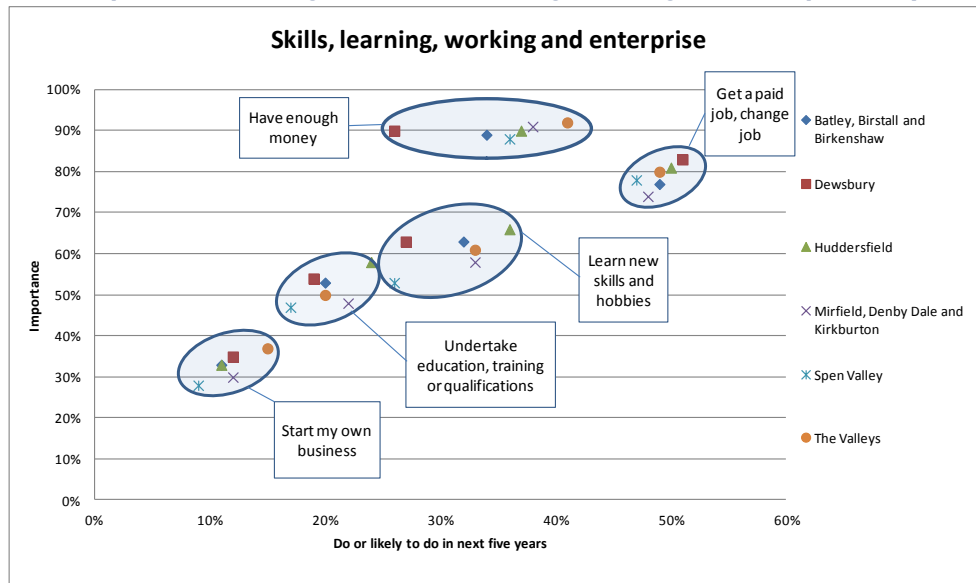 Skills, learning, working and enterprise
Importance
100%
90%
80%
70%
60%
50%
40%
30%
20%
10%
0%
0%
10%
20%
30%
40%
50%
60%
Do or likely to do in next five years
Have enough
money
Get a paid
job, change
job
Learn new
skills and
hobbies
Undertake
education, training
or qualifications
Start my own
business
Batley, Birstall and
Birkenshaw
Dewsbury
Huddersfield
Mirfield, Denby Dale and
Kirkburton
Spen Valley
The Valleys